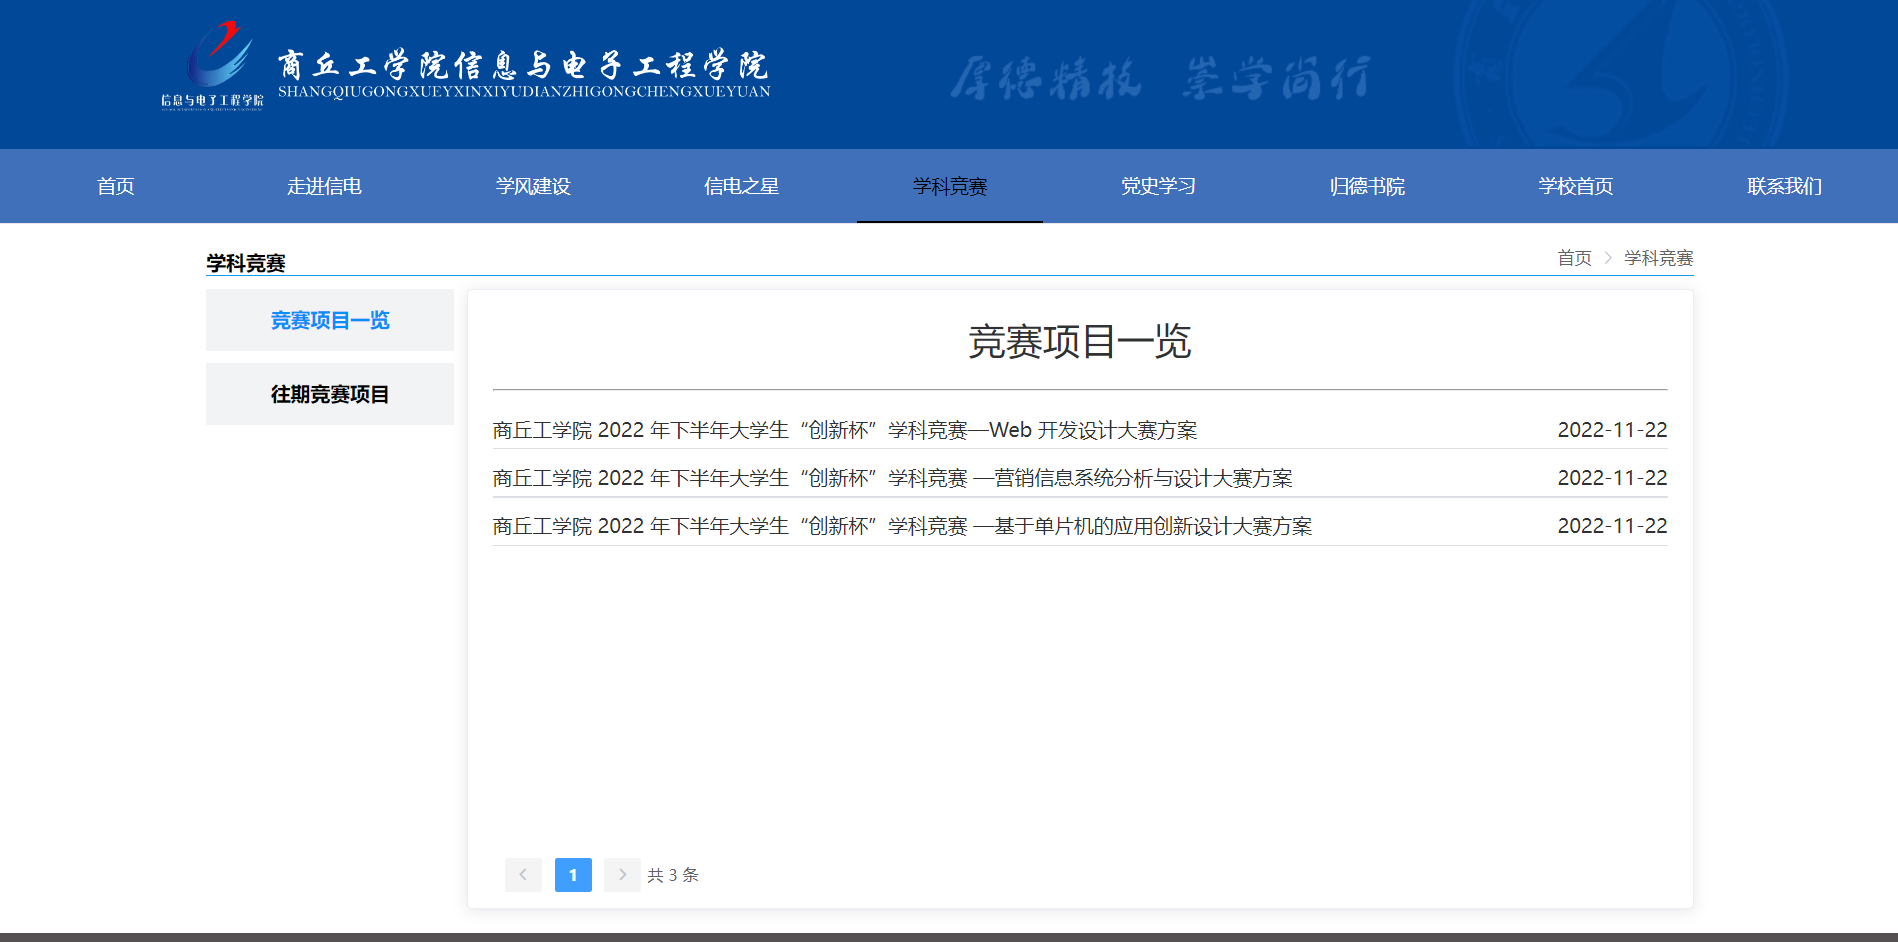 信息与电子工程学院
商丘工学院信息与电子工程学院
SHANGQIUGONGXUEYXINXIYUDIANZHIGONGCHENGXUEYUAN
厚德精技 崇学尚行
首页 走进信电 学风建设 信电之星 学科竞赛 党史学习 归德书院 学校首页 联系我们
学科竞赛
首页 > 学科竞赛
竞赛项目一览
往期竞赛项目
竞赛项目一览
商丘工学院 2022 年下半年大学生“创新杯”学科竞赛—Web 开发设计大赛方案 2022-11-22
商丘工学院 2022 年下半年大学生“创新杯”学科竞赛 —营销信息系统分析与设计大赛方案 2022-11-22
商丘工学院 2022 年下半年大学生“创新杯”学科竞赛 —基于单片机的应用创新设计大赛方案 2022-11-22
< 1 > 共 3 条